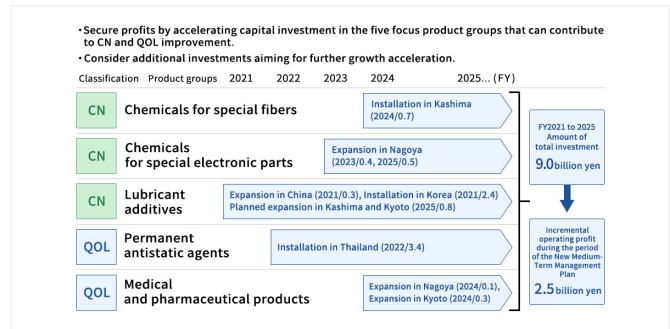 ・Secure profits by accelerating capital investment in the five focus product groups that can contribute
to CN and QOL improvement.
・Consider additional investments aiming for further growth acceleration.
Classification Product groups 2021 2022 2023 2024 2025... (FY)
CN Chemicals for special fibers
Installation in Kashima
(2024/0.7)
CN Chemicals
for special electronic parts
Expansion in Nagoya
(2023/0.4, 2025/0.5)
CN Lubricant
additives
Expansion in China (2021/0.3), Installation in Korea (2021/2.4)
Planned expansion in Kashima and Kyoto (2025/0.8)
QOL Permanent
antistatic agents
Installation in Thailand (2022/3.4)
QOL Medical
and pharmaceutical products
Expansion in Nagoya (2024/0.1),
Expansion in Kyoto (2024/0.3)
FY2021 to 2025
Amount of
total investment
9.0 billion yen
Incremental
operating profit
during the period
of the New Medium-
Term Management
Plan
2.5 billion yen